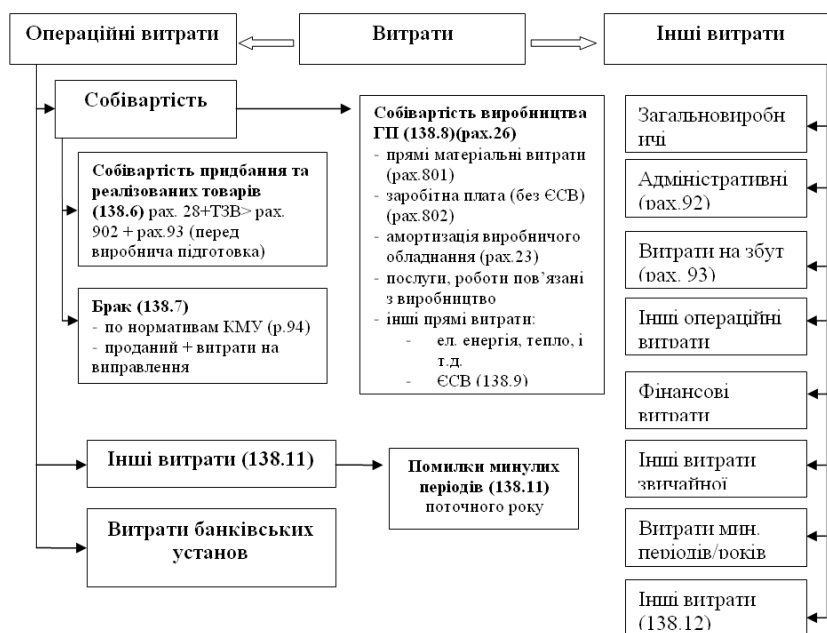 Операційні витрати
Витрати
Інші витрати
Собівартість
Собівартість придбання та
реалізованих товарів
(138.6) рах. 28+ТЗВ> рах.
902 + рах.93 (перед
виробнича підготовка)
Брак (138.7)
- по нормативам КМУ (р.94)
- проданий + витрати на
виправлення
Собівартість виробництва
ГП (138.8)(рах.26)
- прямі матеріальні витрати
(рах.801)
- заробітна плата (без ЄСВ)
(рах.802)
- амортизація виробничого
обладнання (рах.23)
- послуги, роботи пов’язані
з виробництво
- інші прямі витрати:
- ел. енергія, тепло, і
т.д.
- ЄСВ (138.9)
Інші витрати (138.11)
Помилки минулих
періодів (138.11)
поточного року
Витрати банківських
установ
Загальновиробн
ичі
Адміністративні
(рах.92)
Витрати на збут
(рах. 93)
Інші операційні
витрати
Фінансові
витрати
Інші витрати
звичайної
Витрати мин.
періодів/років
Інші витрати
(138.12)